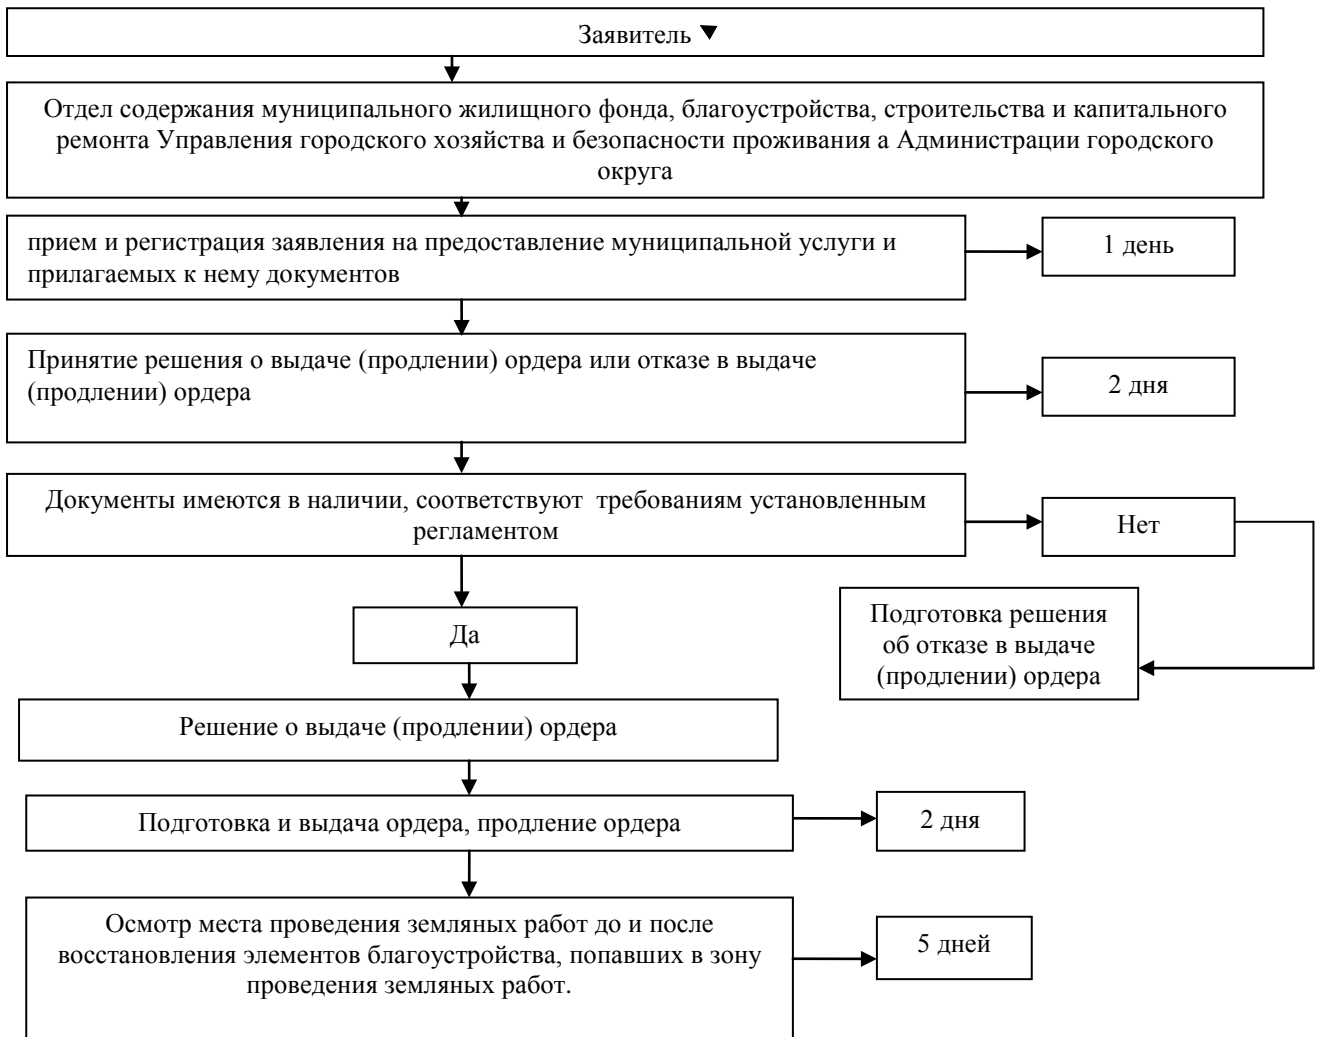 Заявитель ▼
Отдел содержания муниципального жилищного фонда, благоустройства, строительства и капитального
ремонта Управления городского хозяйства и безопасности проживания а Администрации городского
округа
прием и регистрация заявления на предоставление муниципальной услуги и
прилагаемых к нему документов
1 день
Принятие решения о выдаче (продлении) ордера или отказе в выдаче
(продлении) ордера
2 дня
Документы имеются в наличии, соответствуют требованиям установленным
регламентом
Нет
Да
Подготовка решения
об отказе в выдаче
(продлении) ордера
Решение о выдаче (продлении) ордера
Подготовка и выдача ордера, продление ордера
2 дня
Осмотр места проведения земляных работ до и после
восстановления элементов благоустройства, попавших в зону
проведения земляных работ.
5 дней